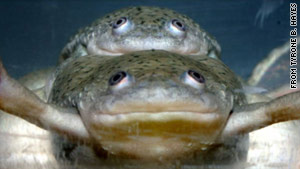 FROM TYRONE B. HAYES